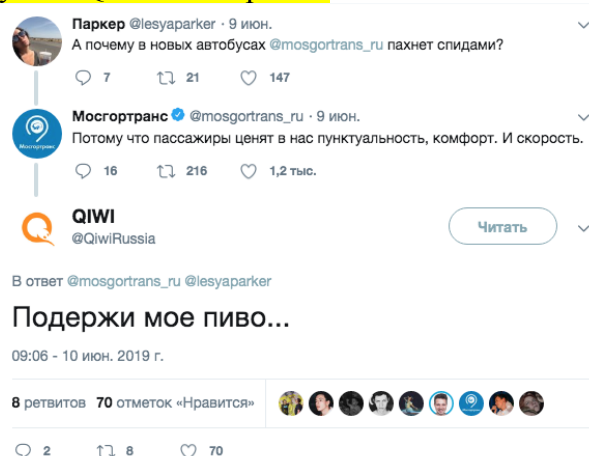 Паркер @lesyaparker · 9 июн.
А почему в новых автобусах @mosgortrans_ru пахнет спидами?
7 21 147
Мосгортранс @mosgortrans_ru · 9 июн.
Потому что пассажиры ценят в нас пунктуальность, комфорт. И скорость.
16 216 1,2 тыс.
QIWI
@QiwiRussia
Читать
В ответ @mosgortrans_ru @lesyaparker
Подержи мое пиво...
09:06 - 10 июн. 2019 г.
8 ретвитов 70 отметок «Нравится»
2 8 70